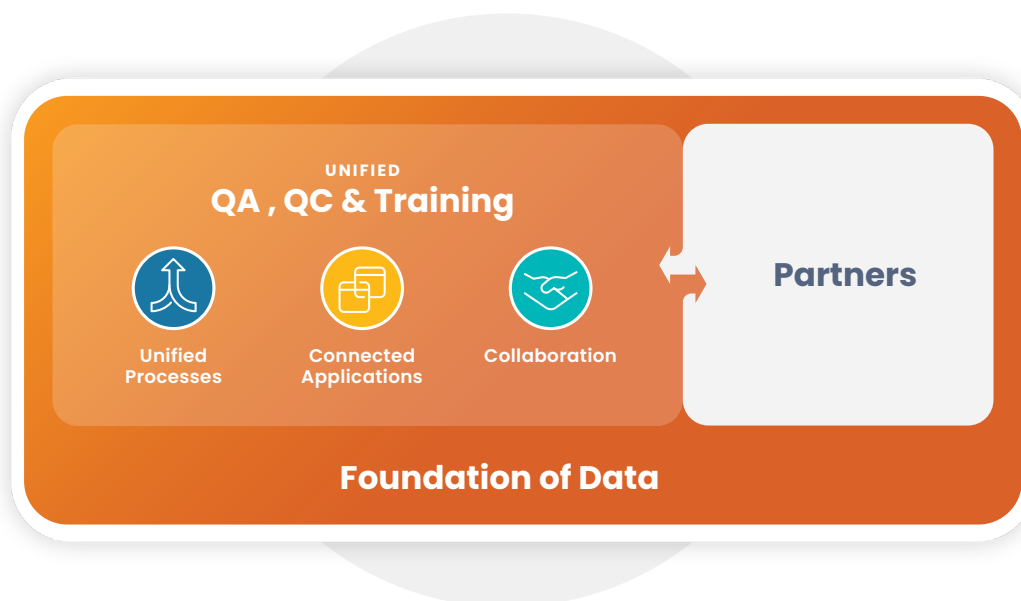 UNIFIED
QA , QC & Training
Unified
Processes
Connected
Applications
Collaboration
Partners
Foundation of Data